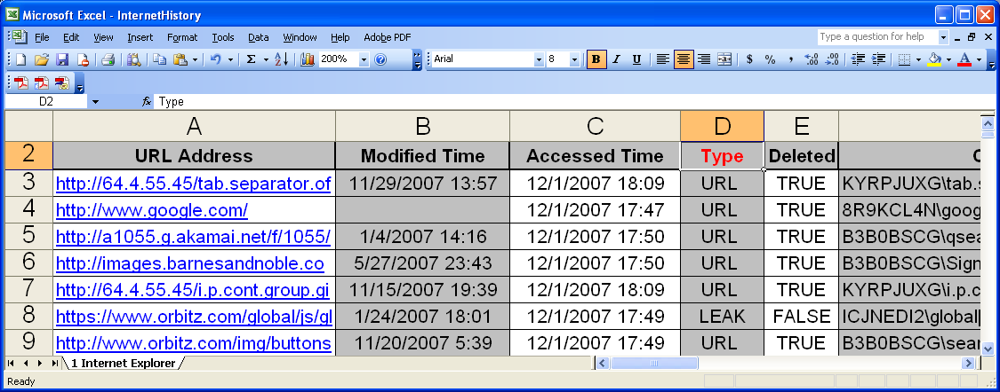 Microsoft Excel - InternetHistory
File Edit View Insert Format Tools Data Window Help Adobe PDF Type a question for help
200% Arial 8 B I U $ % ,
D2 fx Type
A B C D E
2 URL Address Modified Time Accessed Time Type Deleted C
3 http://64.4.55.45/tab.separator.of 11/29/2007 13:57 12/1/2007 18:09 URL TRUE KYRPJUXG\tab.s
4 http://www.google.com/ 12/1/2007 17:47 URL TRUE 8R9KCL4N\goog
5 http://a1055.g.akamai.net/f/1055/ 1/4/2007 14:16 12/1/2007 17:50 URL TRUE B3B0BSCG\qsea
6 http://images.barnesandnoble.co 5/27/2007 23:43 12/1/2007 17:50 URL TRUE B3B0BSCG\Sign
7 http://64.4.55.45/i.p.cont.group.gi 11/15/2007 19:39 12/1/2007 18:09 URL TRUE KYRPJUXG\i.p.c
8 https://www.orbitz.com/global/js/gl 1/24/2007 18:01 12/1/2007 17:49 LEAK FALSE ICJNEDI2\global
9 http://www.orbitz.com/img/buttons 11/20/2007 5:39 12/1/2007 17:49 URL TRUE B3B0BSCG\sear
1 Internet Explorer
Ready